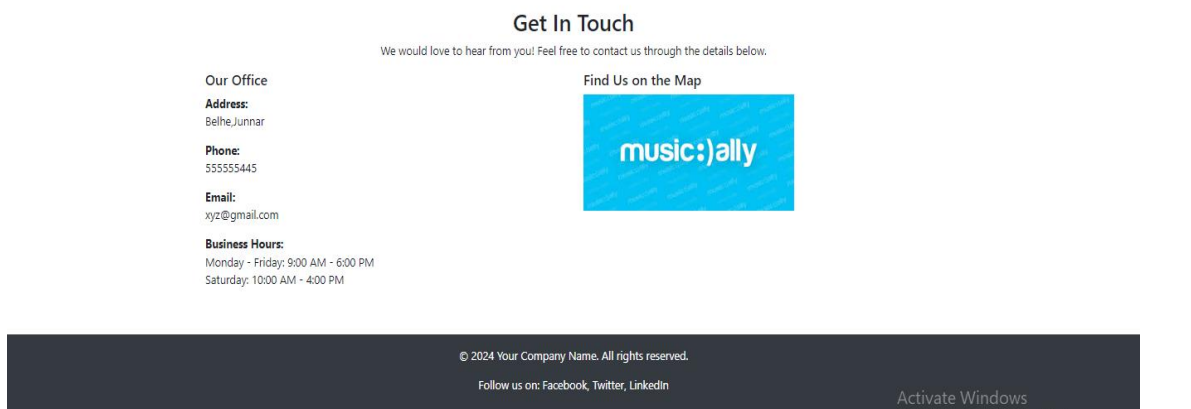 Get In Touch
We would love to hear from you! Feel free to contact us through the details below.
Our Office
Address:
Belhe,Junnar
Phone:
555555445
Email:
xyz@gmail.com
Business Hours:
Monday - Friday: 9:00 AM - 6:00 PM
Saturday: 10:00 AM - 4:00 PM
Find Us on the Map
music:)ally
© 2024 Your Company Name. All rights reserved.
Follow us on: Facebook, Twitter, LinkedIn
Activate Windows